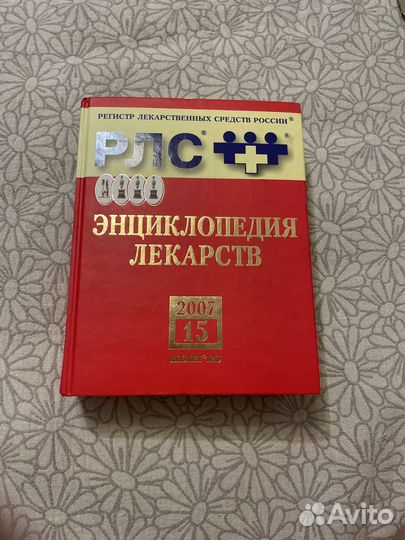 РЕГИСТР ЛЕКАРСТВЕННЫХ СРЕДСТВ РОССИИ®
РЛС® ®
ЭНЦИКЛОПЕДИЯ
ЛЕКАРСТВ
2007
15
Avito